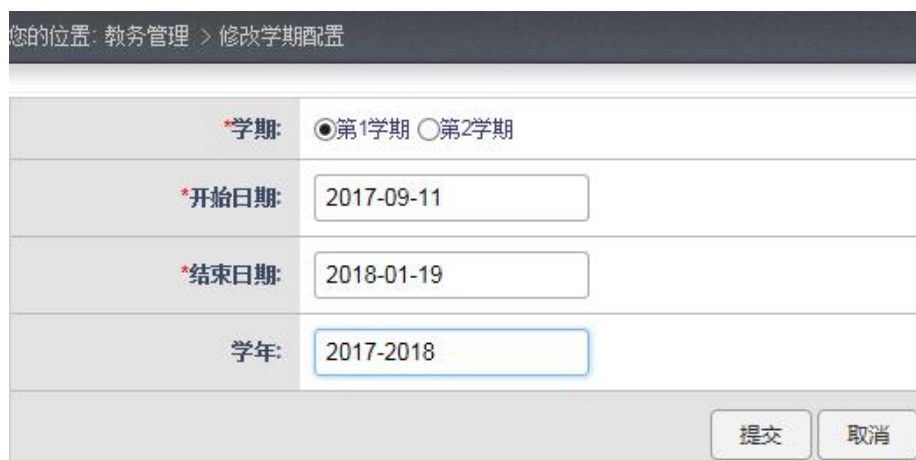 您的位置: 教务管理 > 修改学期配置
*学期: 第1学期 第2学期
*开始日期: 2017-09-11
*结束日期: 2018-01-19
学年: 2017-2018
提交 取消